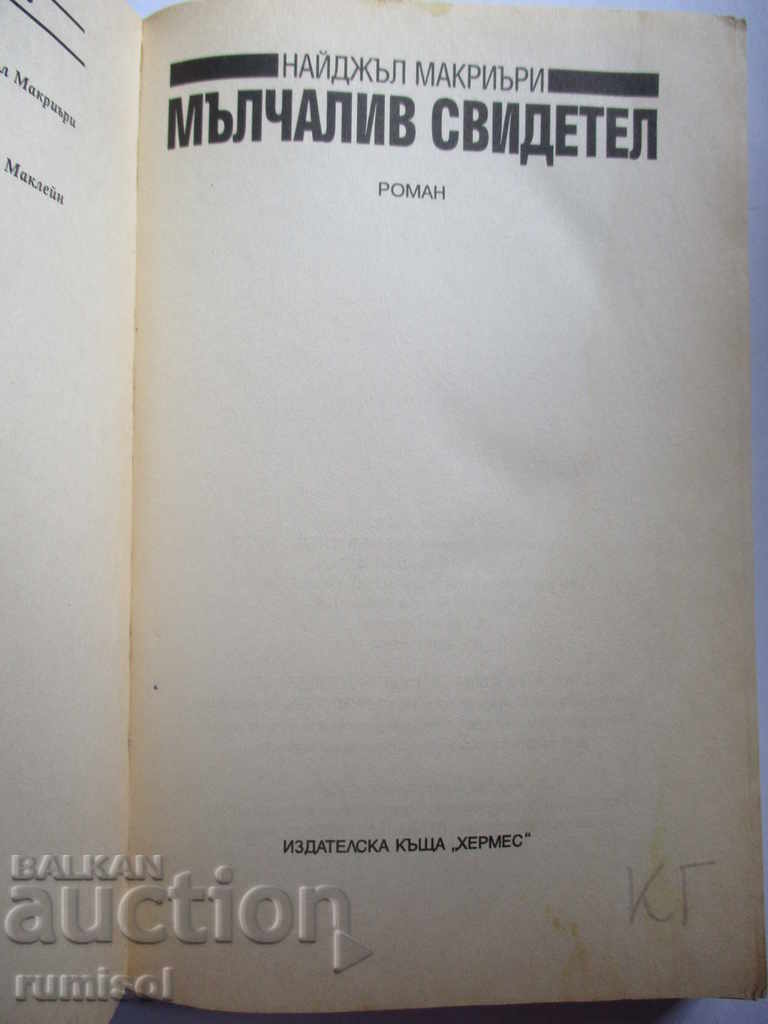 л Макриъри
Маклейн
НАЙДЖЪЛ МАКРИЪРИ
МЪЛЧАЛИВ СВИДЕТЕЛ
РОМАН
ИЗДАТЕЛСКА КЪЩА „ХЕРМЕС“
КГ
BALKAN
auction
rumisol